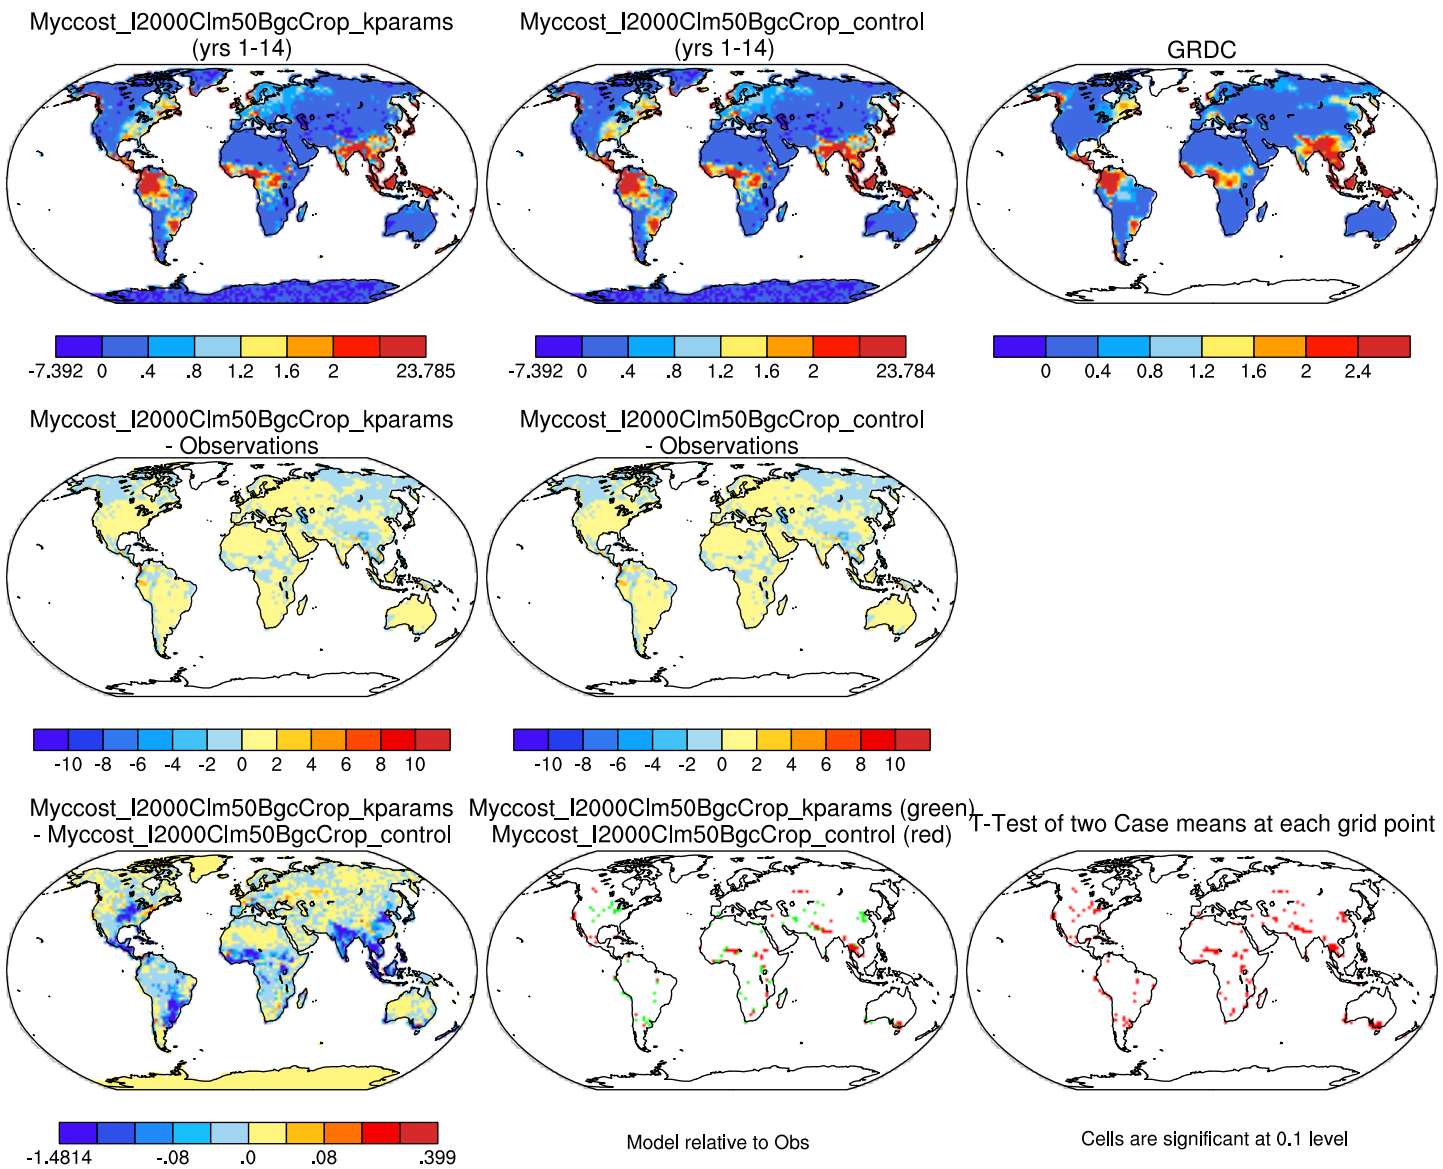 Myccost_I2000Clm50BgcCrop_kparams
(yrs 1-14)
Myccost_I2000Clm50BgcCrop_control
(yrs 1-14)
GRDC
-7.392 0 .4 .8 1.2 1.6 2 23.785
-7.392 0 .4 .8 1.2 1.6 2 23.784
0 0.4 0.8 1.2 1.6 2 2.4
Myccost_I2000Clm50BgcCrop_kparams
- Observations
Myccost_I2000Clm50BgcCrop_control
- Observations
-10 -8 -6 -4 -2 0 2 4 6 8 10
-10 -8 -6 -4 -2 0 2 4 6 8 10
Myccost_I2000Clm50BgcCrop_kparams
- Myccost_I2000Clm50BgcCrop_control
Myccost_I2000Clm50BgcCrop_kparams (green)
Myccost_I2000Clm50BgcCrop_control (red)
T-Test of two Case means at each grid point
-1.4814 -.08 .0 .08 .399
Model relative to Obs
Cells are significant at 0.1 level